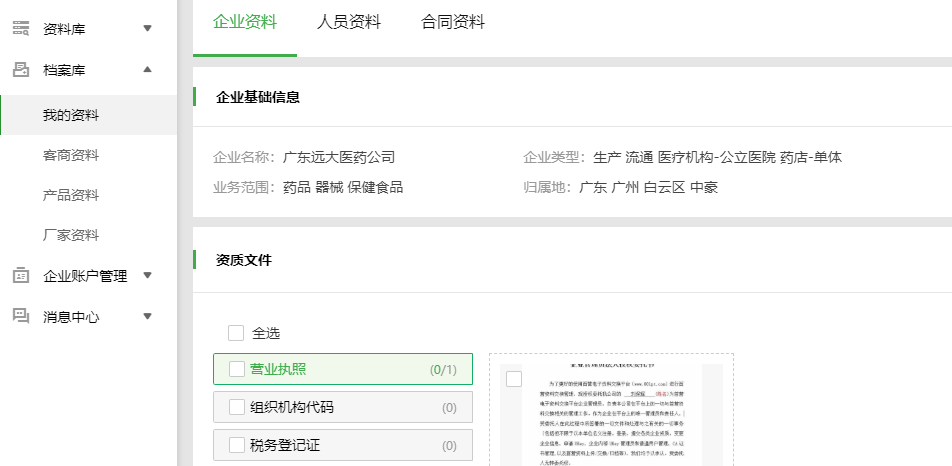 资料库
档案库
我的资料
客商资料
产品资料
厂家资料
企业账户管理
消息中心
企业资料 人员资料 合同资料
企业基础信息
企业名称： 广东远大医药公司 企业类型： 生产 流通 医疗机构-公立医院 药店-单体
业务范围： 药品 器械 保健食品 归属地： 广东 广州 白云区 中豪
资质文件
全选
营业执照 (0/1)
组织机构代码 (0)
税务登记证 (0)